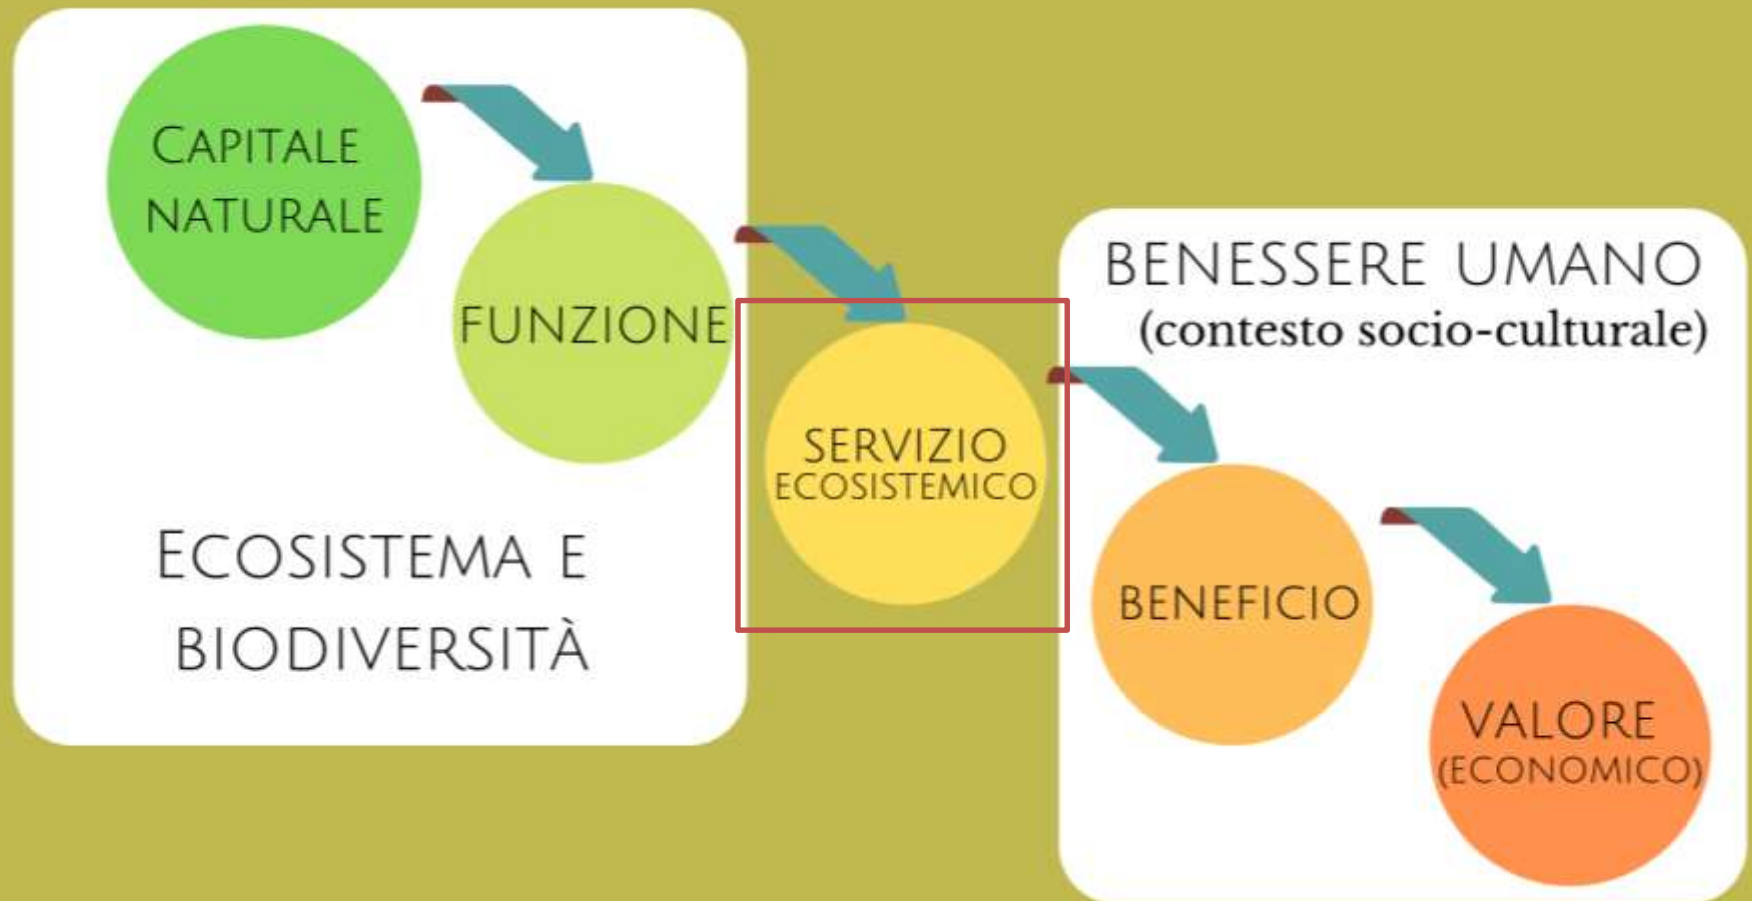 CAPITALE
NATURALE
FUNZIONE
ECOSISTEMA E
BIODIVERSITÀ
SERVIZIO
ECOSISTEMICO
BENESSERE UMANO
(contesto socio-culturale)
BENEFICIO
VALORE
(ECONOMICO)